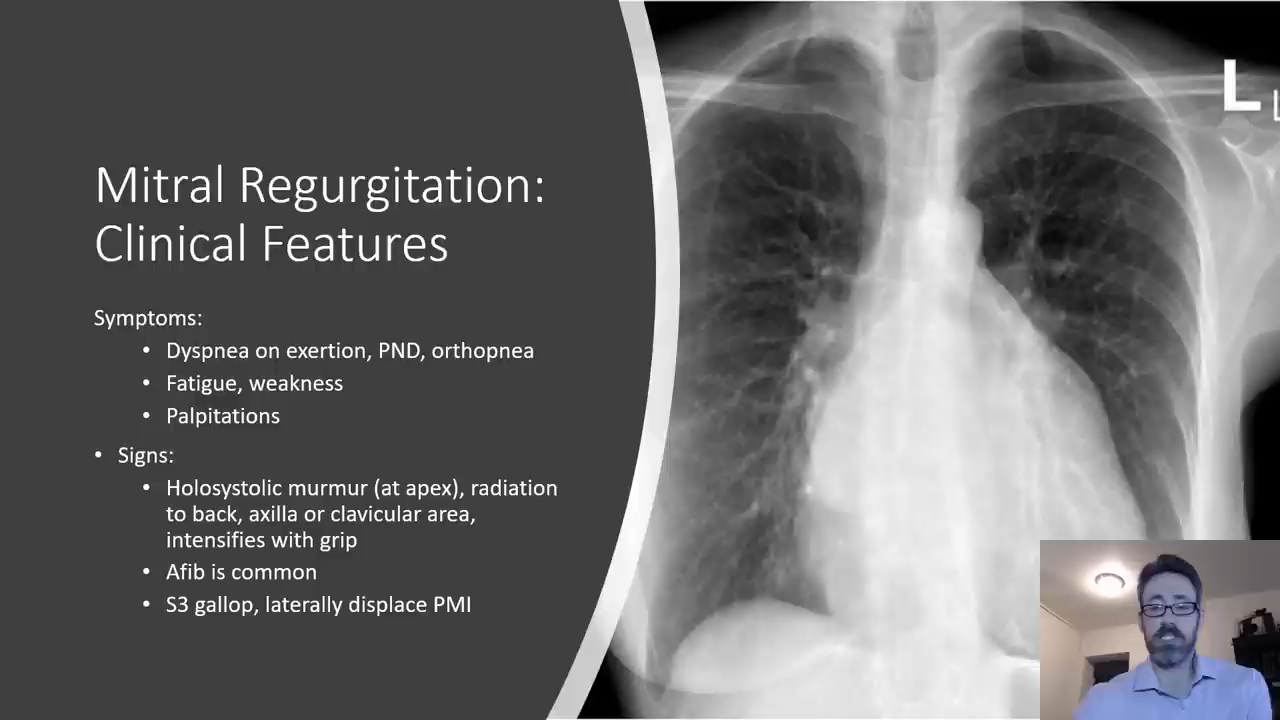 Mitral Regurgitation:
Clinical Features
Symptoms:
• Dyspnea on exertion, PND, orthopnea
• Fatigue, weakness
• Palpitations
• Signs:
• Holosystolic murmur (at apex), radiation
to back, axilla or clavicular area,
intensifies with grip
• Afib is common
• S3 gallop, laterally displace PMI
L
L